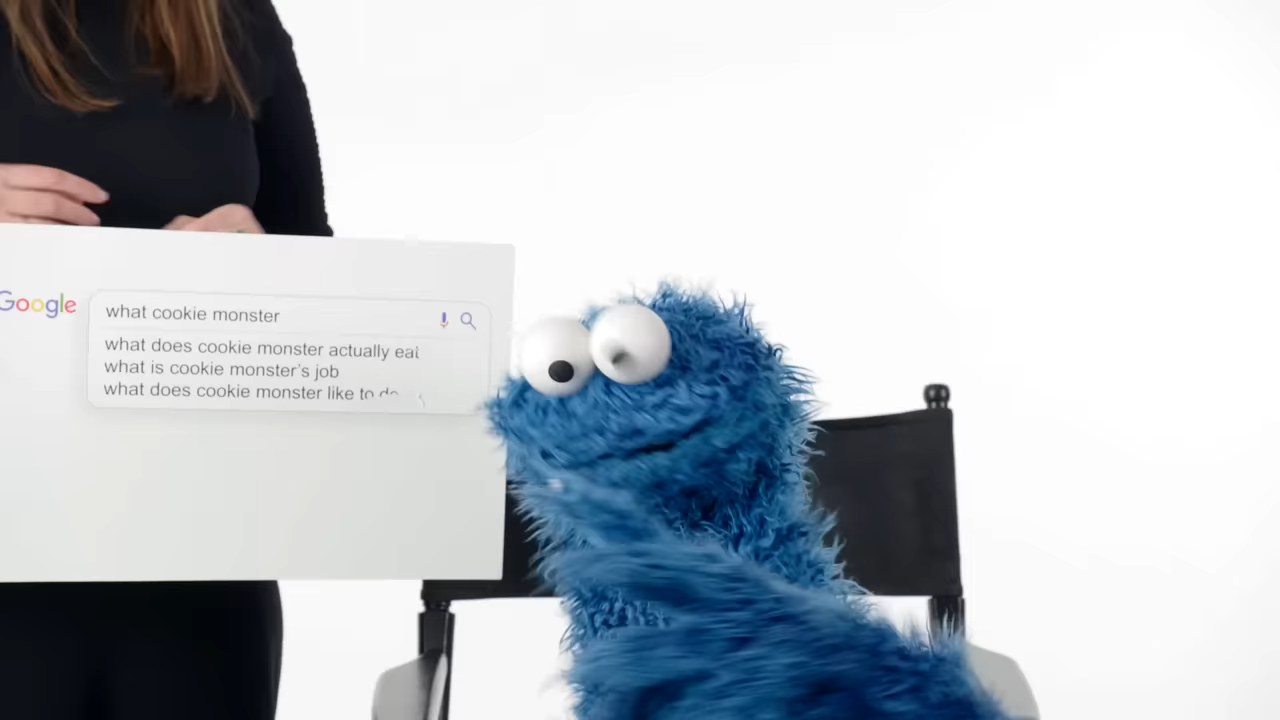 Google
what cookie monster
what does cookie monster actually eat
what is cookie monster's job
what does cookie monster like to do